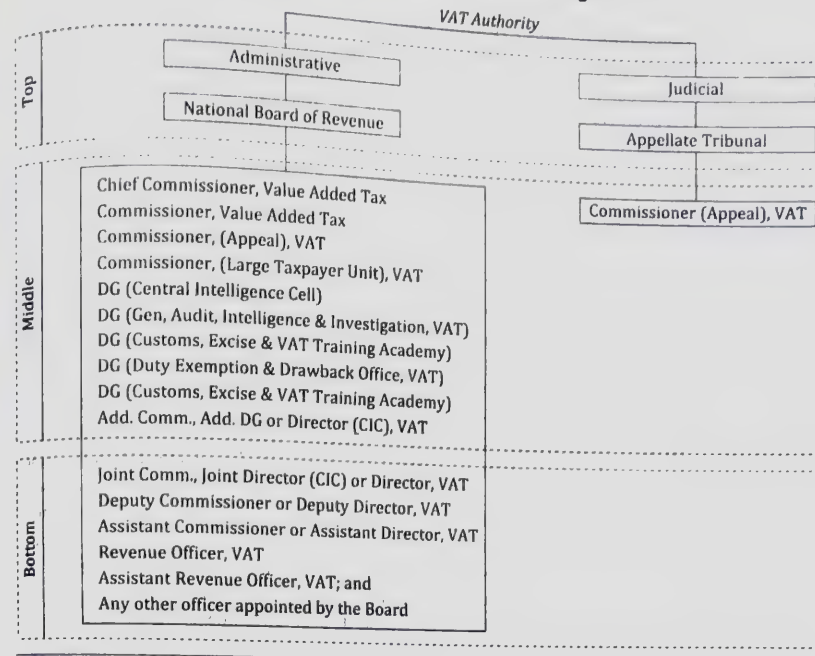 VAT Authority
Administrative
National Board of Revenue
Judicial
Appellate Tribunal
Top
Chief Commissioner, Value Added Tax
Commissioner, Value Added Tax
Commissioner, (Appeal), VAT
Commissioner, (Large Taxpayer Unit), VAT
DG (Central Intelligence Cell)
DG (Gen, Audit, Intelligence & Investigation, VAT)
DG (Customs, Excise & VAT Training Academy)
DG (Duty Exemption & Drawback Office, VAT)
DG (Customs, Excise & VAT Training Academy)
Add. Comm., Add. DG or Director (CIC), VAT
Commissioner (Appeal), VAT
Middle
Joint Comm., Joint Director (CIC) or Director, VAT
Deputy Commissioner or Deputy Director, VAT
Assistant Commissioner or Assistant Director, VAT
Revenue Officer, VAT
Assistant Revenue Officer, VAT; and
Any other officer appointed by the Board
Bottom